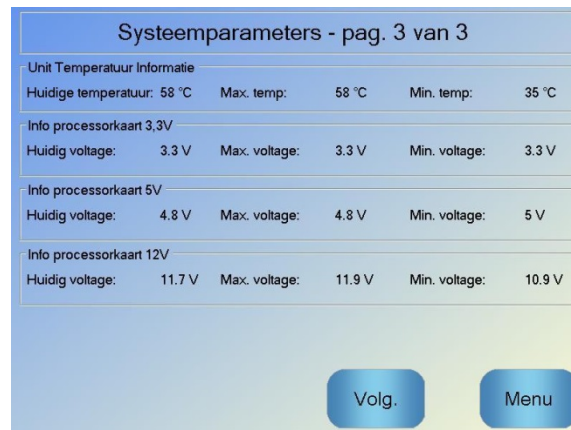 Systeemparameters - pag. 3 van 3
Unit Temperatuur Informatie
Huidige temperatuur: 58 °C Max. temp: 58 °C Min. temp: 35 °C
Info processorkaart 3,3V
Huidig voltage: 3.3 V Max. voltage: 3.3 V Min. voltage: 3.3 V
Info processorkaart 5V
Huidig voltage: 4.8 V Max. voltage: 4.8 V Min. voltage: 5 V
Info processorkaart 12V
Huidig voltage: 11.7 V Max. voltage: 11.9 V Min. voltage: 10.9 V
Volg. Menu